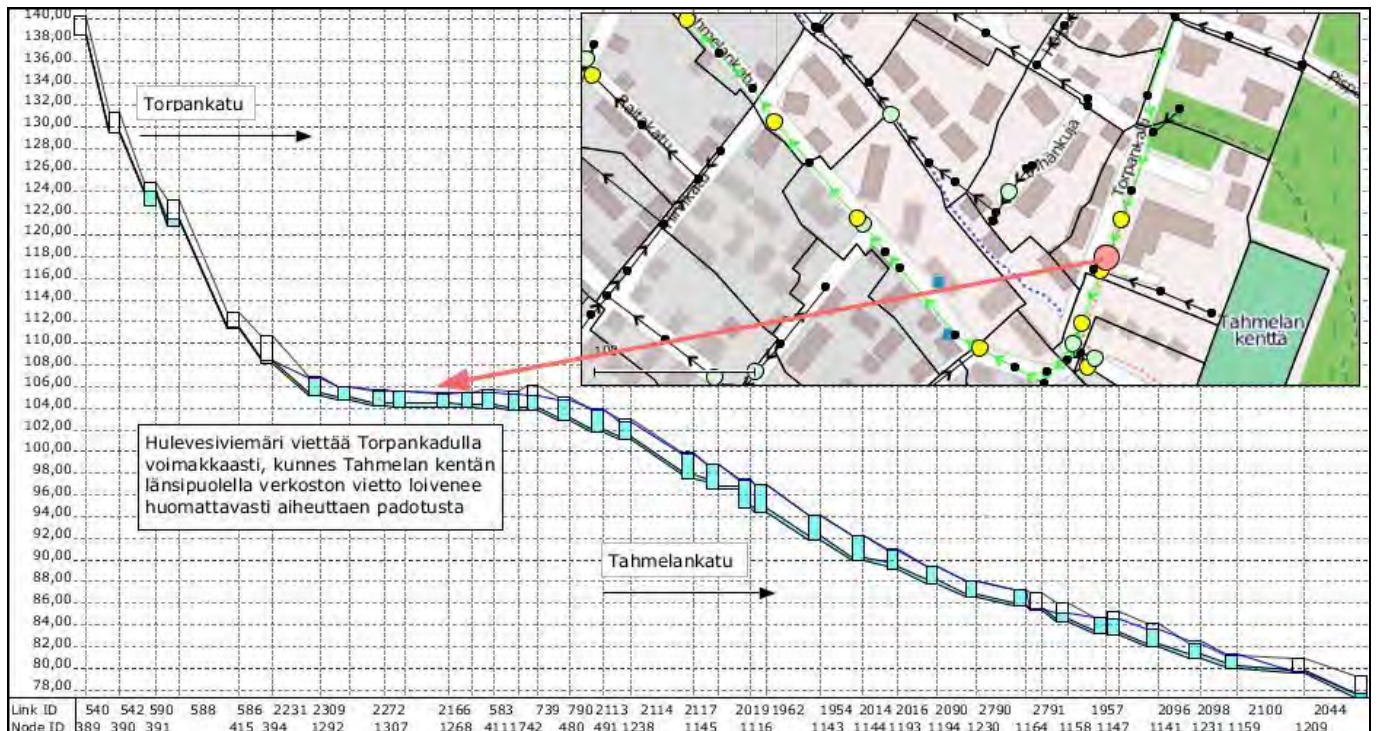 140,00
138,00
136,00
134,00
132,00
130,00
128,00
126,00
124,00
122,00
120,00
118,00
116,00
114,00
112,00
110,00
108,00
106,00
104,00
102,00
100,00
98,00
96,00
94,00
92,00
90,00
88,00
86,00
84,00
82,00
80,00
78,00
Torpankatu
Raitakatu
Torpankatu
Tahmelan
kenttä
Hulevesiviemäri viettää Torpankadulla
voimakkaasti, kunnes Tahmelan kentän
länsipuolella verkoston vietto loivenee
huomattavasti aiheuttaen padotusta
Tahmelankatu
Link ID 540 542 590 588 586 2231 2309 2272 2166 583 739 790 2113 2114 2117 2019 1962 1954 2014 2016 2090 2790 2791 1957 2096 2098 2100 2044
Node ID 389 390 391 415 394 1292 1307 1268 411 1742 480 491 1238 1145 1116 1143 1144 1193 1194 1230 1164 1158 1147 1141 1231 1159 1209